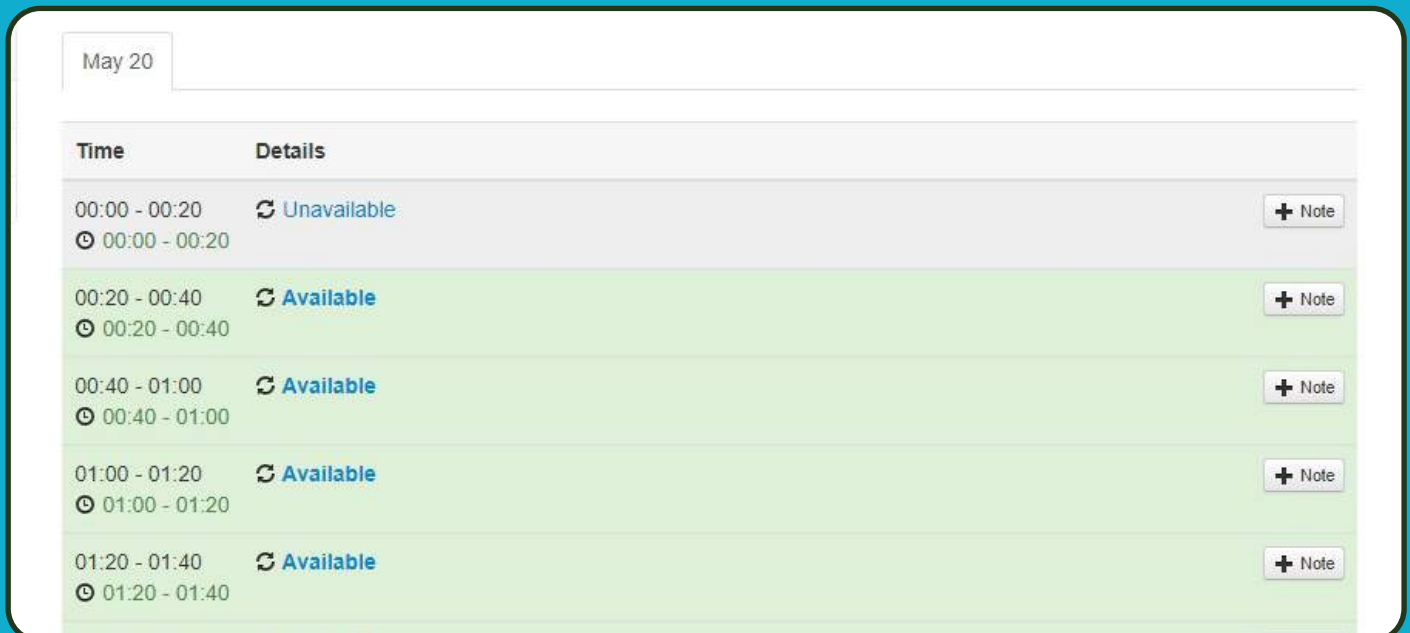 May 20
Time Details
00:00 - 00:20 Unavailable Note
00:00 - 00:20
00:20 - 00:40 Available Note
00:20 - 00:40
00:40 - 01:00 Available Note
00:40 - 01:00
01:00 - 01:20 Available Note
01:00 - 01:20
01:20 - 01:40 Available Note
01:20 - 01:40